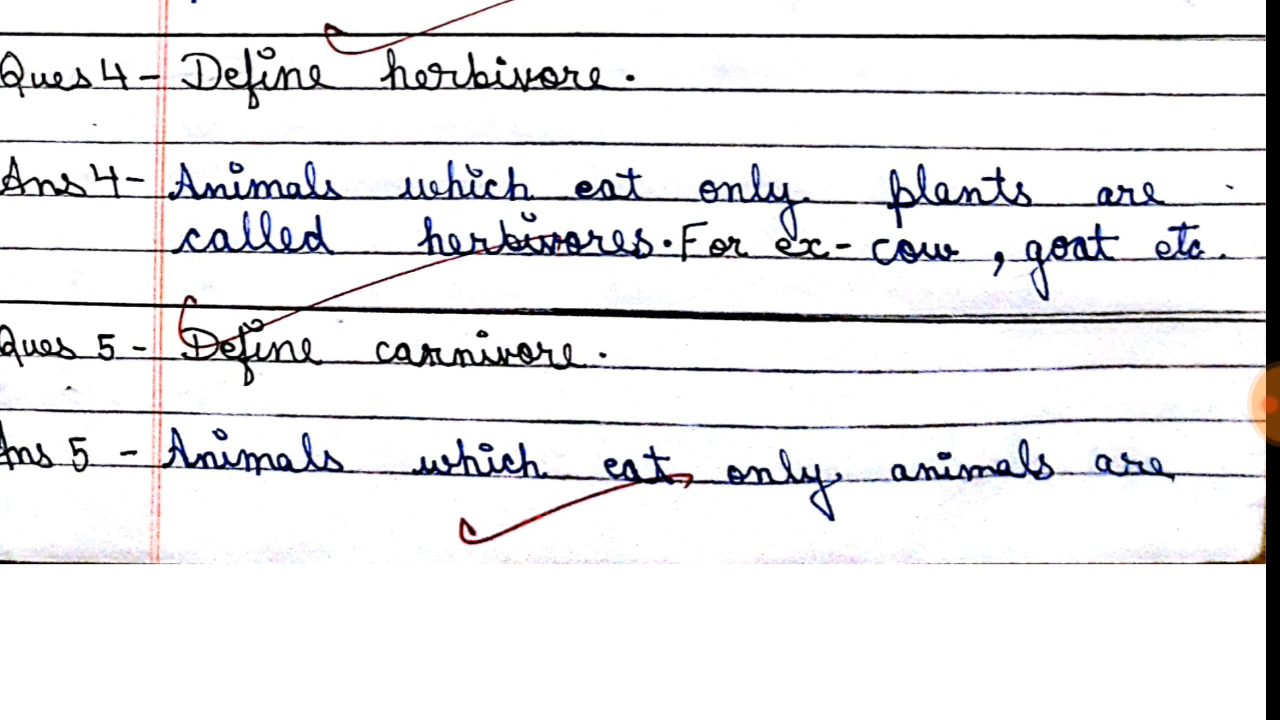 Ques 4 - Define herbivore.
Ans 4 - Animals which eat only plants are
called herbivores. For ex - cow, goat etc.
Ques 5 - Define carnivore.
Ans 5 - Animals which eat only animals are